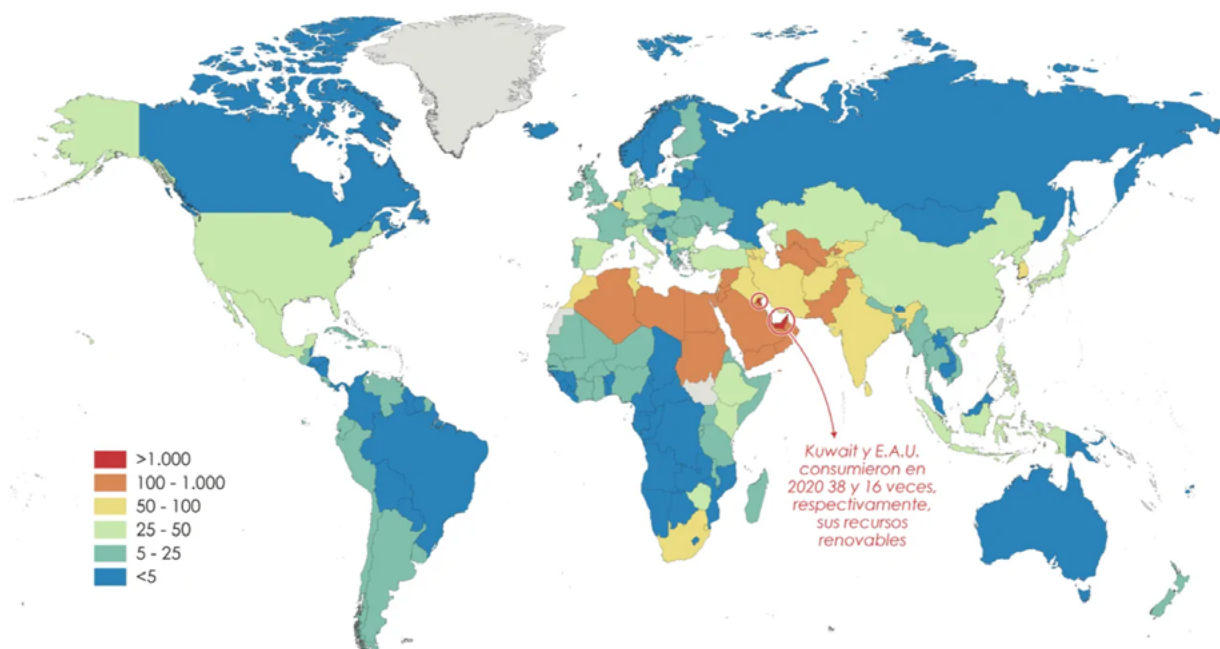 >1.000
100 - 1.000
50 - 100
25 - 50
5 - 25
<5
Kuwait y E.A.U.
consumieron en
2020 38 y 16 veces,
respectivamente,
sus recursos
renovables